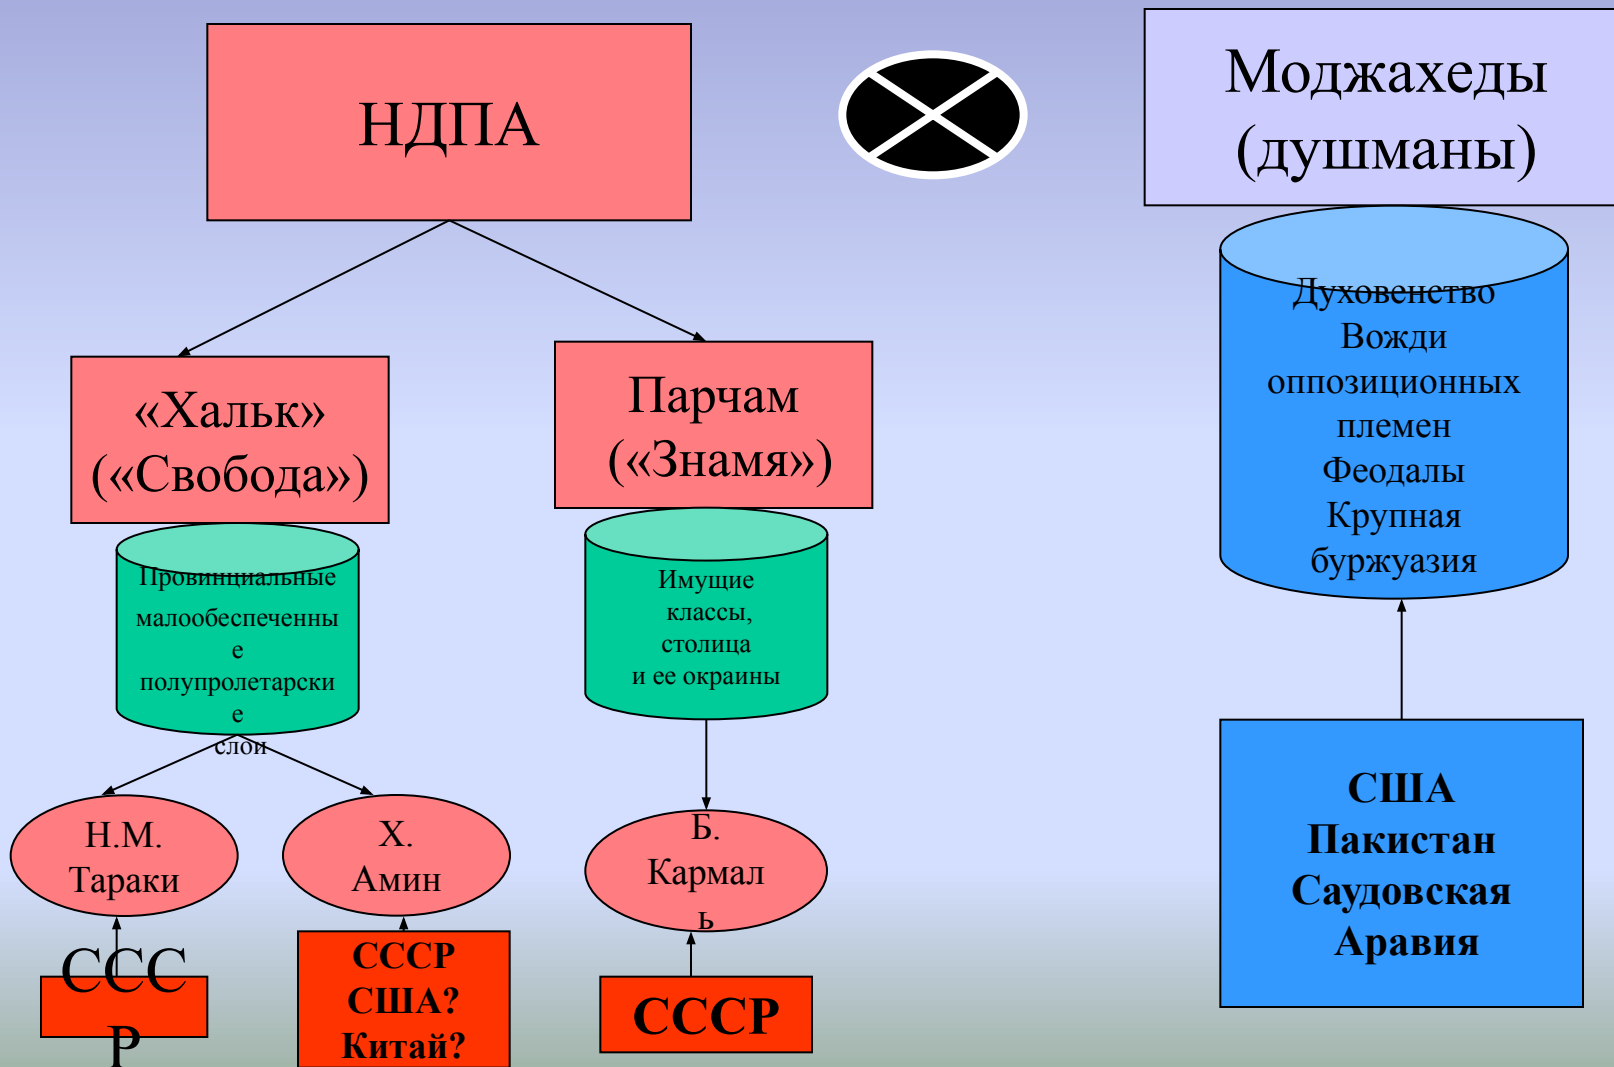 НДПА
Моджахеды
(душманы)
«Хальк»
(«Свобода»)
Парчам
(«Знамя»)
Духовенство
Вожди
оппозиционных
племен
Феодалы
Крупная
буржуазия
Провинциальные
малообеспеченны
е
полупролетарски
е
слои
Имущие
классы,
столица
и ее окраины
Н.М.
Тараки
Х.
Амин
Б.
Кармал
ь
США
Пакистан
Саудовская
Аравия
ССС
Р
СССР
США?
Китай?
СССР